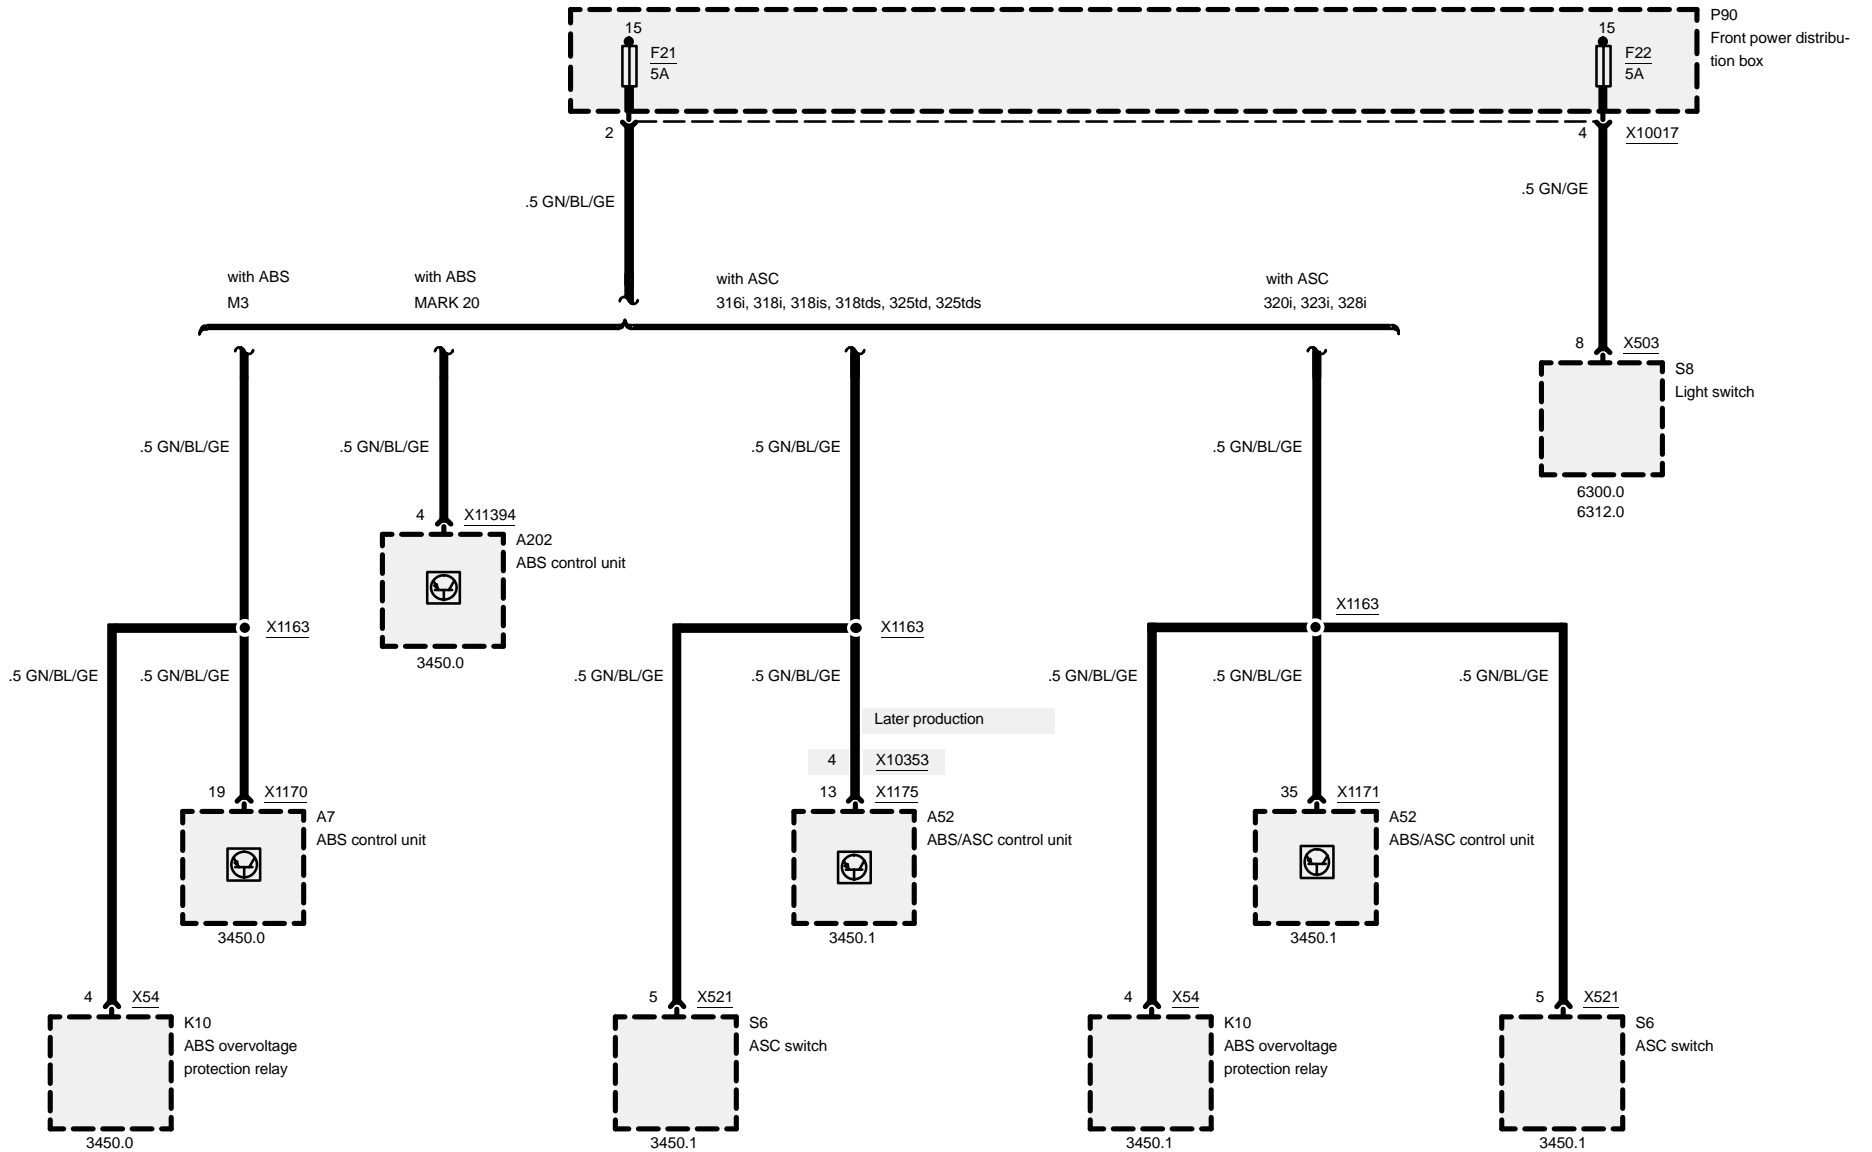 P90
Front power distribu-
tion box
15
F21
5A
15
F22
5A
2
4 X10017
.5 GN/BL/GE
.5 GN/GE
with ABS
M3
with ABS
MARK 20
with ASC
316i, 318i, 318is, 318tds, 325td, 325tds
with ASC
320i, 323i, 328i
8 X503
S8
Light switch
6300.0
6312.0
.5 GN/BL/GE
.5 GN/BL/GE
.5 GN/BL/GE
.5 GN/BL/GE
4 X11394
A202
ABS control unit
3450.0
X1163
X1163
X1163
.5 GN/BL/GE
.5 GN/BL/GE
.5 GN/BL/GE
.5 GN/BL/GE
.5 GN/BL/GE
.5 GN/BL/GE
.5 GN/BL/GE
Later production
4 X10353
19 X1170
A7
ABS control unit
3450.0
13 X1175
A52
ABS/ASC control unit
3450.1
35 X1171
A52
ABS/ASC control unit
3450.1
4 X54
K10
ABS overvoltage
protection relay
3450.0
5 X521
S6
ASC switch
3450.1
4 X54
K10
ABS overvoltage
protection relay
3450.1
5 X521
S6
ASC switch
3450.1